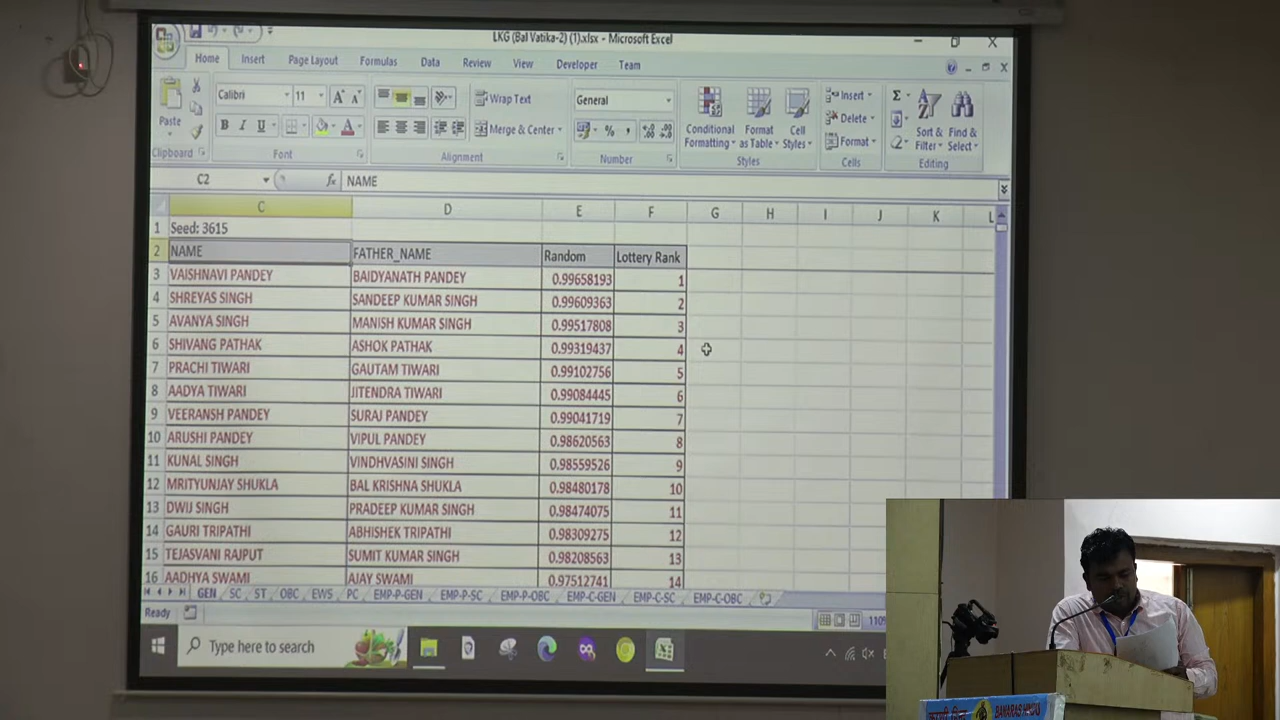 LKG (Bal Vatika-2) (1).xlsx - Microsoft Excel
Home Insert Page Layout Formulas Data Review View Developer Team
Calibri 11 Wrap Text General
Paste B I U Merge & Center % , Conditional Formatting Format as Table Cell Styles Insert Delete Format Σ Sort & Filter Find & Select
Clipboard Font Alignment Number Styles Cells Editing
C2 fx NAME
C D E F G H I J K L
1 Seed: 3615
2 NAME FATHER_NAME Random Lottery Rank
3 VAISHNAVI PANDEY BAIDYANATH PANDEY 0.99658193 1
4 SHREYAS SINGH SANDEEP KUMAR SINGH 0.99609363 2
5 AVANYA SINGH MANISH KUMAR SINGH 0.99517808 3
6 SHIVANG PATHAK ASHOK PATHAK 0.99319437 4
7 PRACHI TIWARI GAUTAM TIWARI 0.99102756 5
8 AADYA TIWARI JITENDRA TIWARI 0.99084445 6
9 VEERANSH PANDEY SURAJ PANDEY 0.99041719 7
10 ARUSHI PANDEY VIPUL PANDEY 0.98620563 8
11 KUNAL SINGH VINDHVASINI SINGH 0.98559526 9
12 MRITYUNJAY SHUKLA BAL KRISHNA SHUKLA 0.98480178 10
13 DWIJ SINGH PRADEEP KUMAR SINGH 0.98474075 11
14 GAURI TRIPATHI ABHISHEK TRIPATHI 0.98309275 12
15 TEJASVANI RAJPUT SUMIT KUMAR SINGH 0.98208563 13
16 AADHYA SWAMI AJAY SWAMI 0.97512741 14
GEN SC ST OBC EWS PC EMP-P-GEN EMP-P-SC EMP-P-OBC EMP-C-GEN EMP-C-SC EMP-C-OBC
Ready 110%
Type here to search
BANARAS HINDU